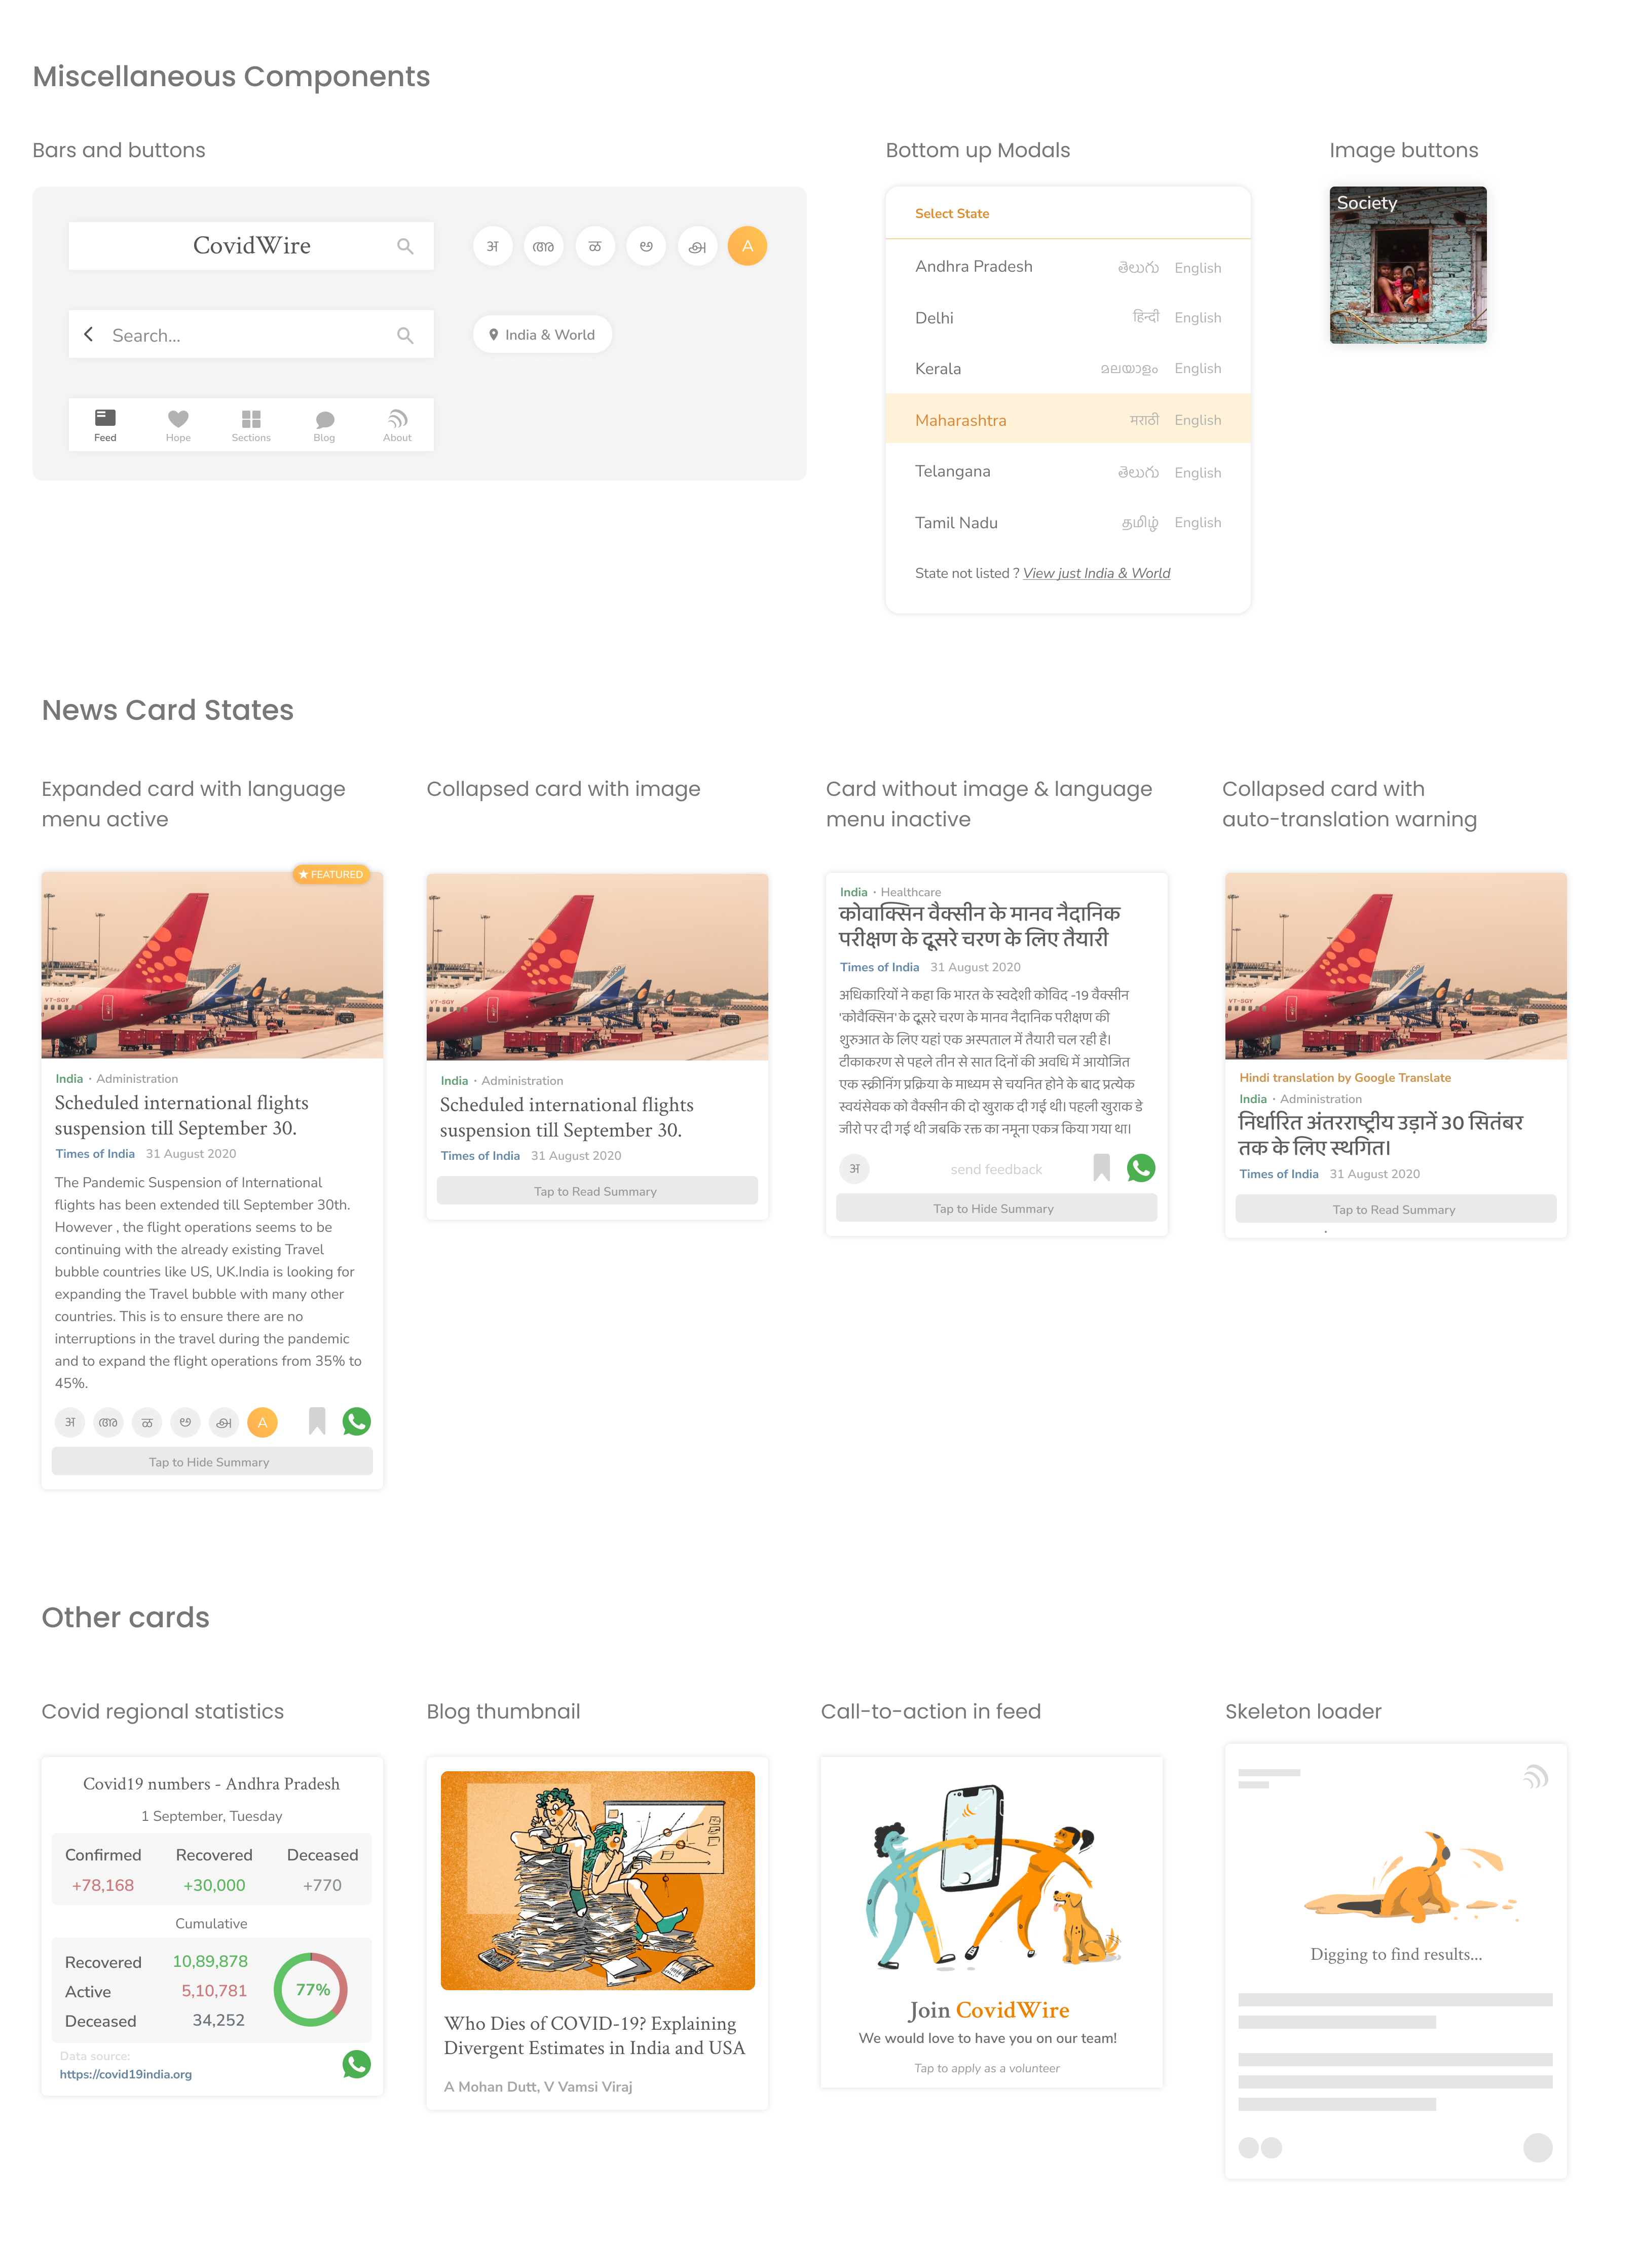 Miscellaneous Components
Bars and buttons
CovidWire
अ
അ
ळ
అ
அ
A
Search...
India & World
Feed
Hope
Sections
Blog
About
Bottom up Modals
Select State
Andhra Pradesh తెలుగు English
Delhi हिन्दी English
Kerala മലയാളം English
Maharashtra मराठी English
Telangana తెలుగు English
Tamil Nadu தமிழ் English
State not listed ? View just India & World
Image buttons
Society
News Card States
Expanded card with language
menu active
FEATURED
VT-SGY
India · Administration
Scheduled international flights
suspension till September 30.
Times of India 31 August 2020
The Pandemic Suspension of International
flights has been extended till September 30th.
However , the flight operations seems to be
continuing with the already existing Travel
bubble countries like US, UK.India is looking for
expanding the Travel bubble with many other
countries. This is to ensure there are no
interruptions in the travel during the pandemic
and to expand the flight operations from 35% to
45%.
अ
അ
ळ
అ
அ
A
Tap to Hide Summary
Collapsed card with image
VT-SGY
India · Administration
Scheduled international flights
suspension till September 30.
Times of India 31 August 2020
Tap to Read Summary
Card without image & language
menu inactive
India · Healthcare
कोवाक्सिन वैक्सीन के मानव नैदानिक
परीक्षण के दूसरे चरण के लिए तैयारी
Times of India 31 August 2020
अधिकारियों ने कहा कि भारत के स्वदेशी कोविद -19 वैक्सीन
'कोवैक्सिन' के दूसरे चरण के मानव नैदानिक परीक्षण की
शुरुआत के लिए यहां एक अस्पताल में तैयारी चल रही है।
टीकाकरण से पहले तीन से सात दिनों की अवधि में आयोजित
एक स्क्रीनिंग प्रक्रिया के माध्यम से चयनित होने के बाद प्रत्येक
स्वयंसेवक को वैक्सीन की दो खुराक दी गई थी। पहली खुराक डे
जीरो पर दी गई थी जबकि रक्त का नमूना एकत्र किया गया था।
अ
send feedback
Tap to Hide Summary
Collapsed card with
auto-translation warning
VT-SGY
Hindi translation by Google Translate
India · Administration
निर्धारित अंतरराष्ट्रीय उड़ानें 30 सितंबर
तक के लिए स्थगित।
Times of India 31 August 2020
Tap to Read Summary
Other cards
Covid regional statistics
Covid19 numbers - Andhra Pradesh
1 September, Tuesday
Confirmed Recovered Deceased
+78,168 +30,000 +770
Cumulative
Recovered 10,89,878
Active 5,10,781
Deceased 34,252
77%
Data source:
https://covid19india.org
Blog thumbnail
Who Dies of COVID-19? Explaining
Divergent Estimates in India and USA
A Mohan Dutt, V Vamsi Viraj
Call-to-action in feed
Join CovidWire
We would love to have you on our team!
Tap to apply as a volunteer
Skeleton loader
Digging to find results...